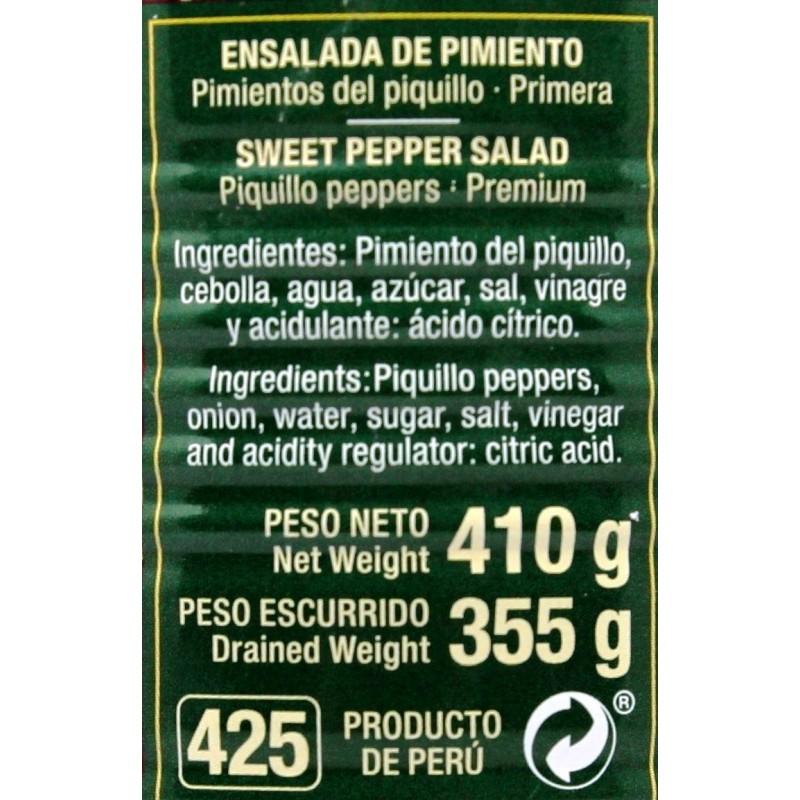 ENSALADA DE PIMIENTO
Pimientos del piquillo · Primera
SWEET PEPPER SALAD
Piquillo peppers · Premium
Ingredientes: Pimiento del piquillo,
cebolla, agua, azúcar, sal, vinagre
y acidulante: ácido cítrico.
Ingredients: Piquillo peppers,
onion, water, sugar, salt, vinegar
and acidity regulator: citric acid.
PESO NETO
Net Weight 410 g
PESO ESCURRIDO
Drained Weight 355 g
425 PRODUCTO
DE PERÚ
®